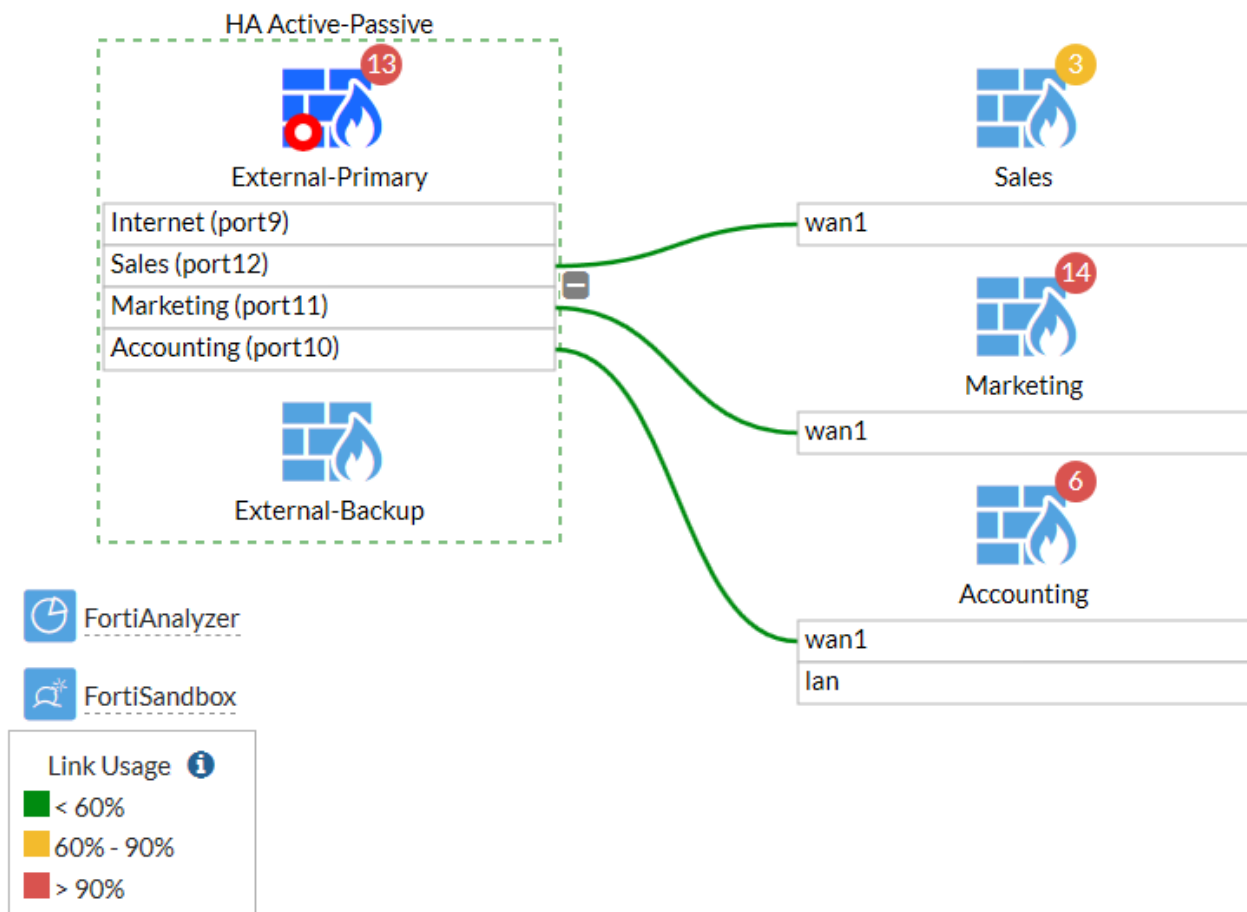 HA Active-Passive
13
External-Primary
Internet (port9)
Sales (port12)
Marketing (port11)
Accounting (port10)
External-Backup
3
Sales
wan1
14
Marketing
wan1
6
Accounting
wan1
lan
FortiAnalyzer
FortiSandbox
Link Usage
< 60%
60% - 90%
> 90%